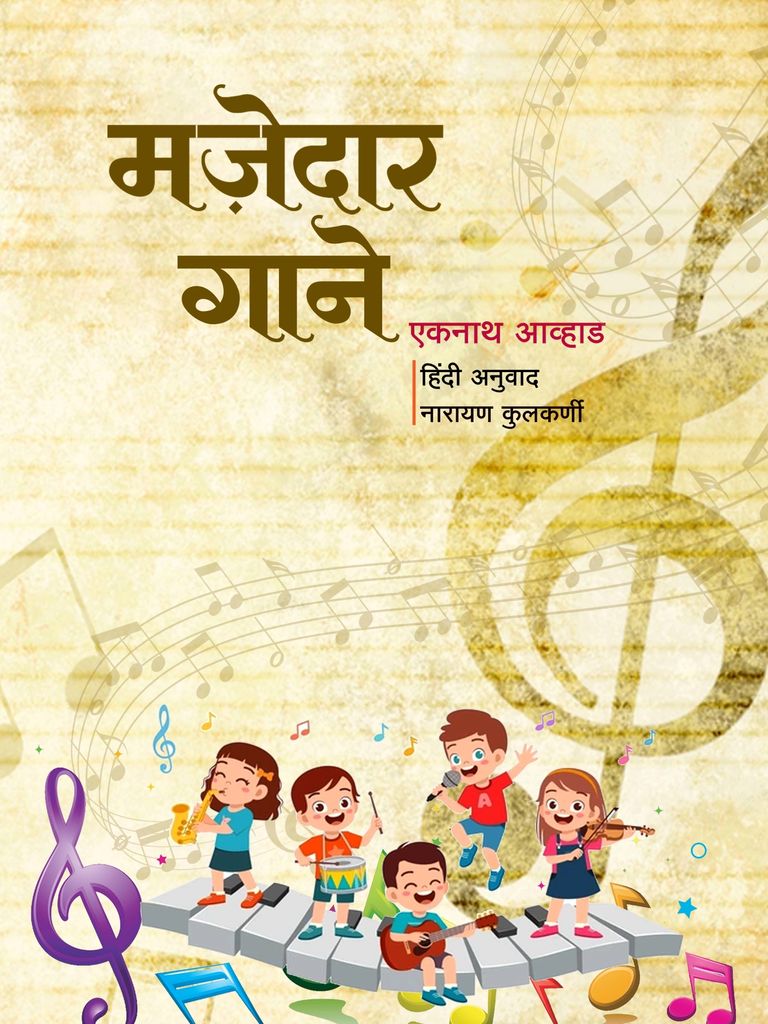 मज़ेदार
गाने
एकनाथ आव्हाड
हिंदी अनुवाद
नारायण कुलकर्णी
A